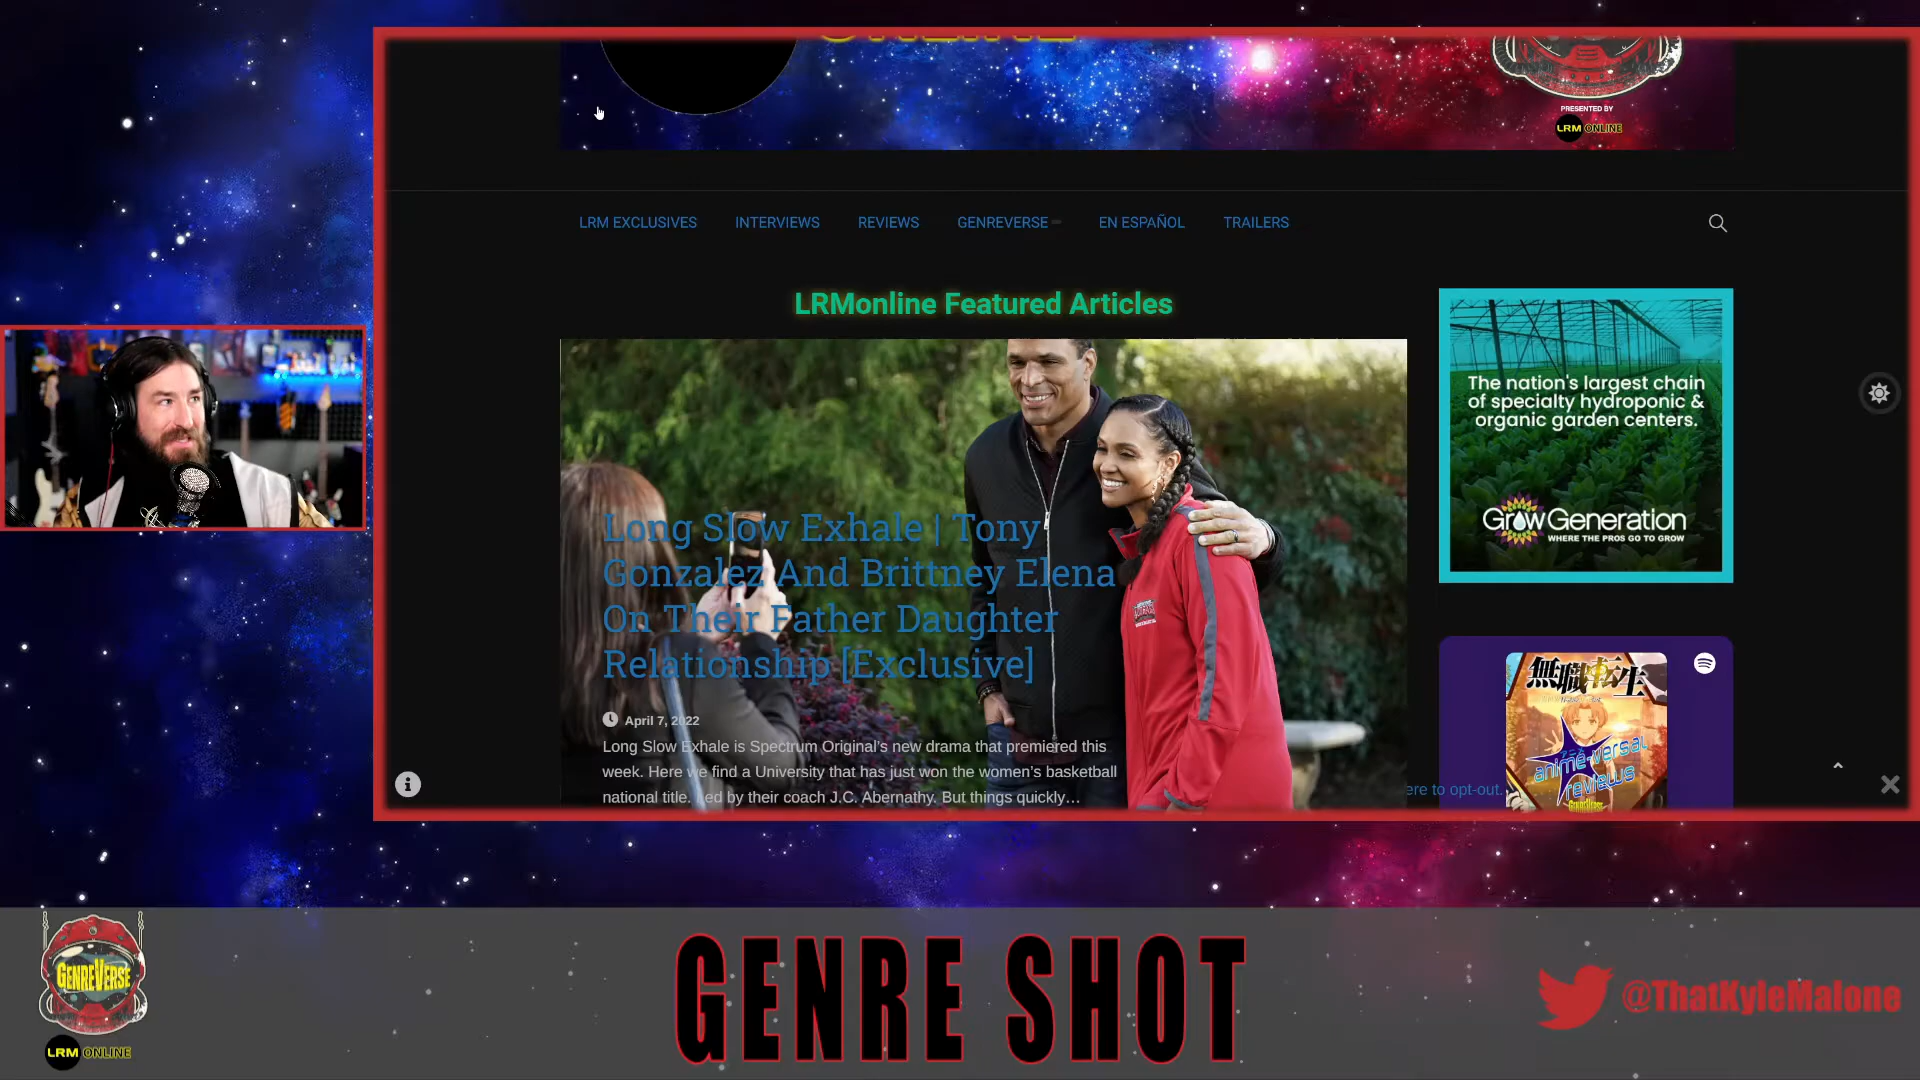 ONLINE
PRESENTED BY
LRM ONLINE
LRM EXCLUSIVES
INTERVIEWS
REVIEWS
GENREVERSE
EN ESPAÑOL
TRAILERS
LRMonline Featured Articles
Long Slow Exhale | Tony
Gonzalez And Brittney Elena
On Their Father Daughter
Relationship [Exclusive]
April 7, 2022
Long Slow Exhale is Spectrum Original's new drama that premiered this
week. Here we find a University that has just won the women's basketball
national title. Led by their coach J.C. Abernathy. But things quickly…
The nation's largest chain
of specialty hydroponic &
organic garden centers.
GrowGeneration
WHERE THE PROS GO TO GROW
無職転生
anime-versal
reviews
GENREVERSE
ere to opt-out.
GENREVERSE
LRM ONLINE
GENRE SHOT
@ThatKyleMalone